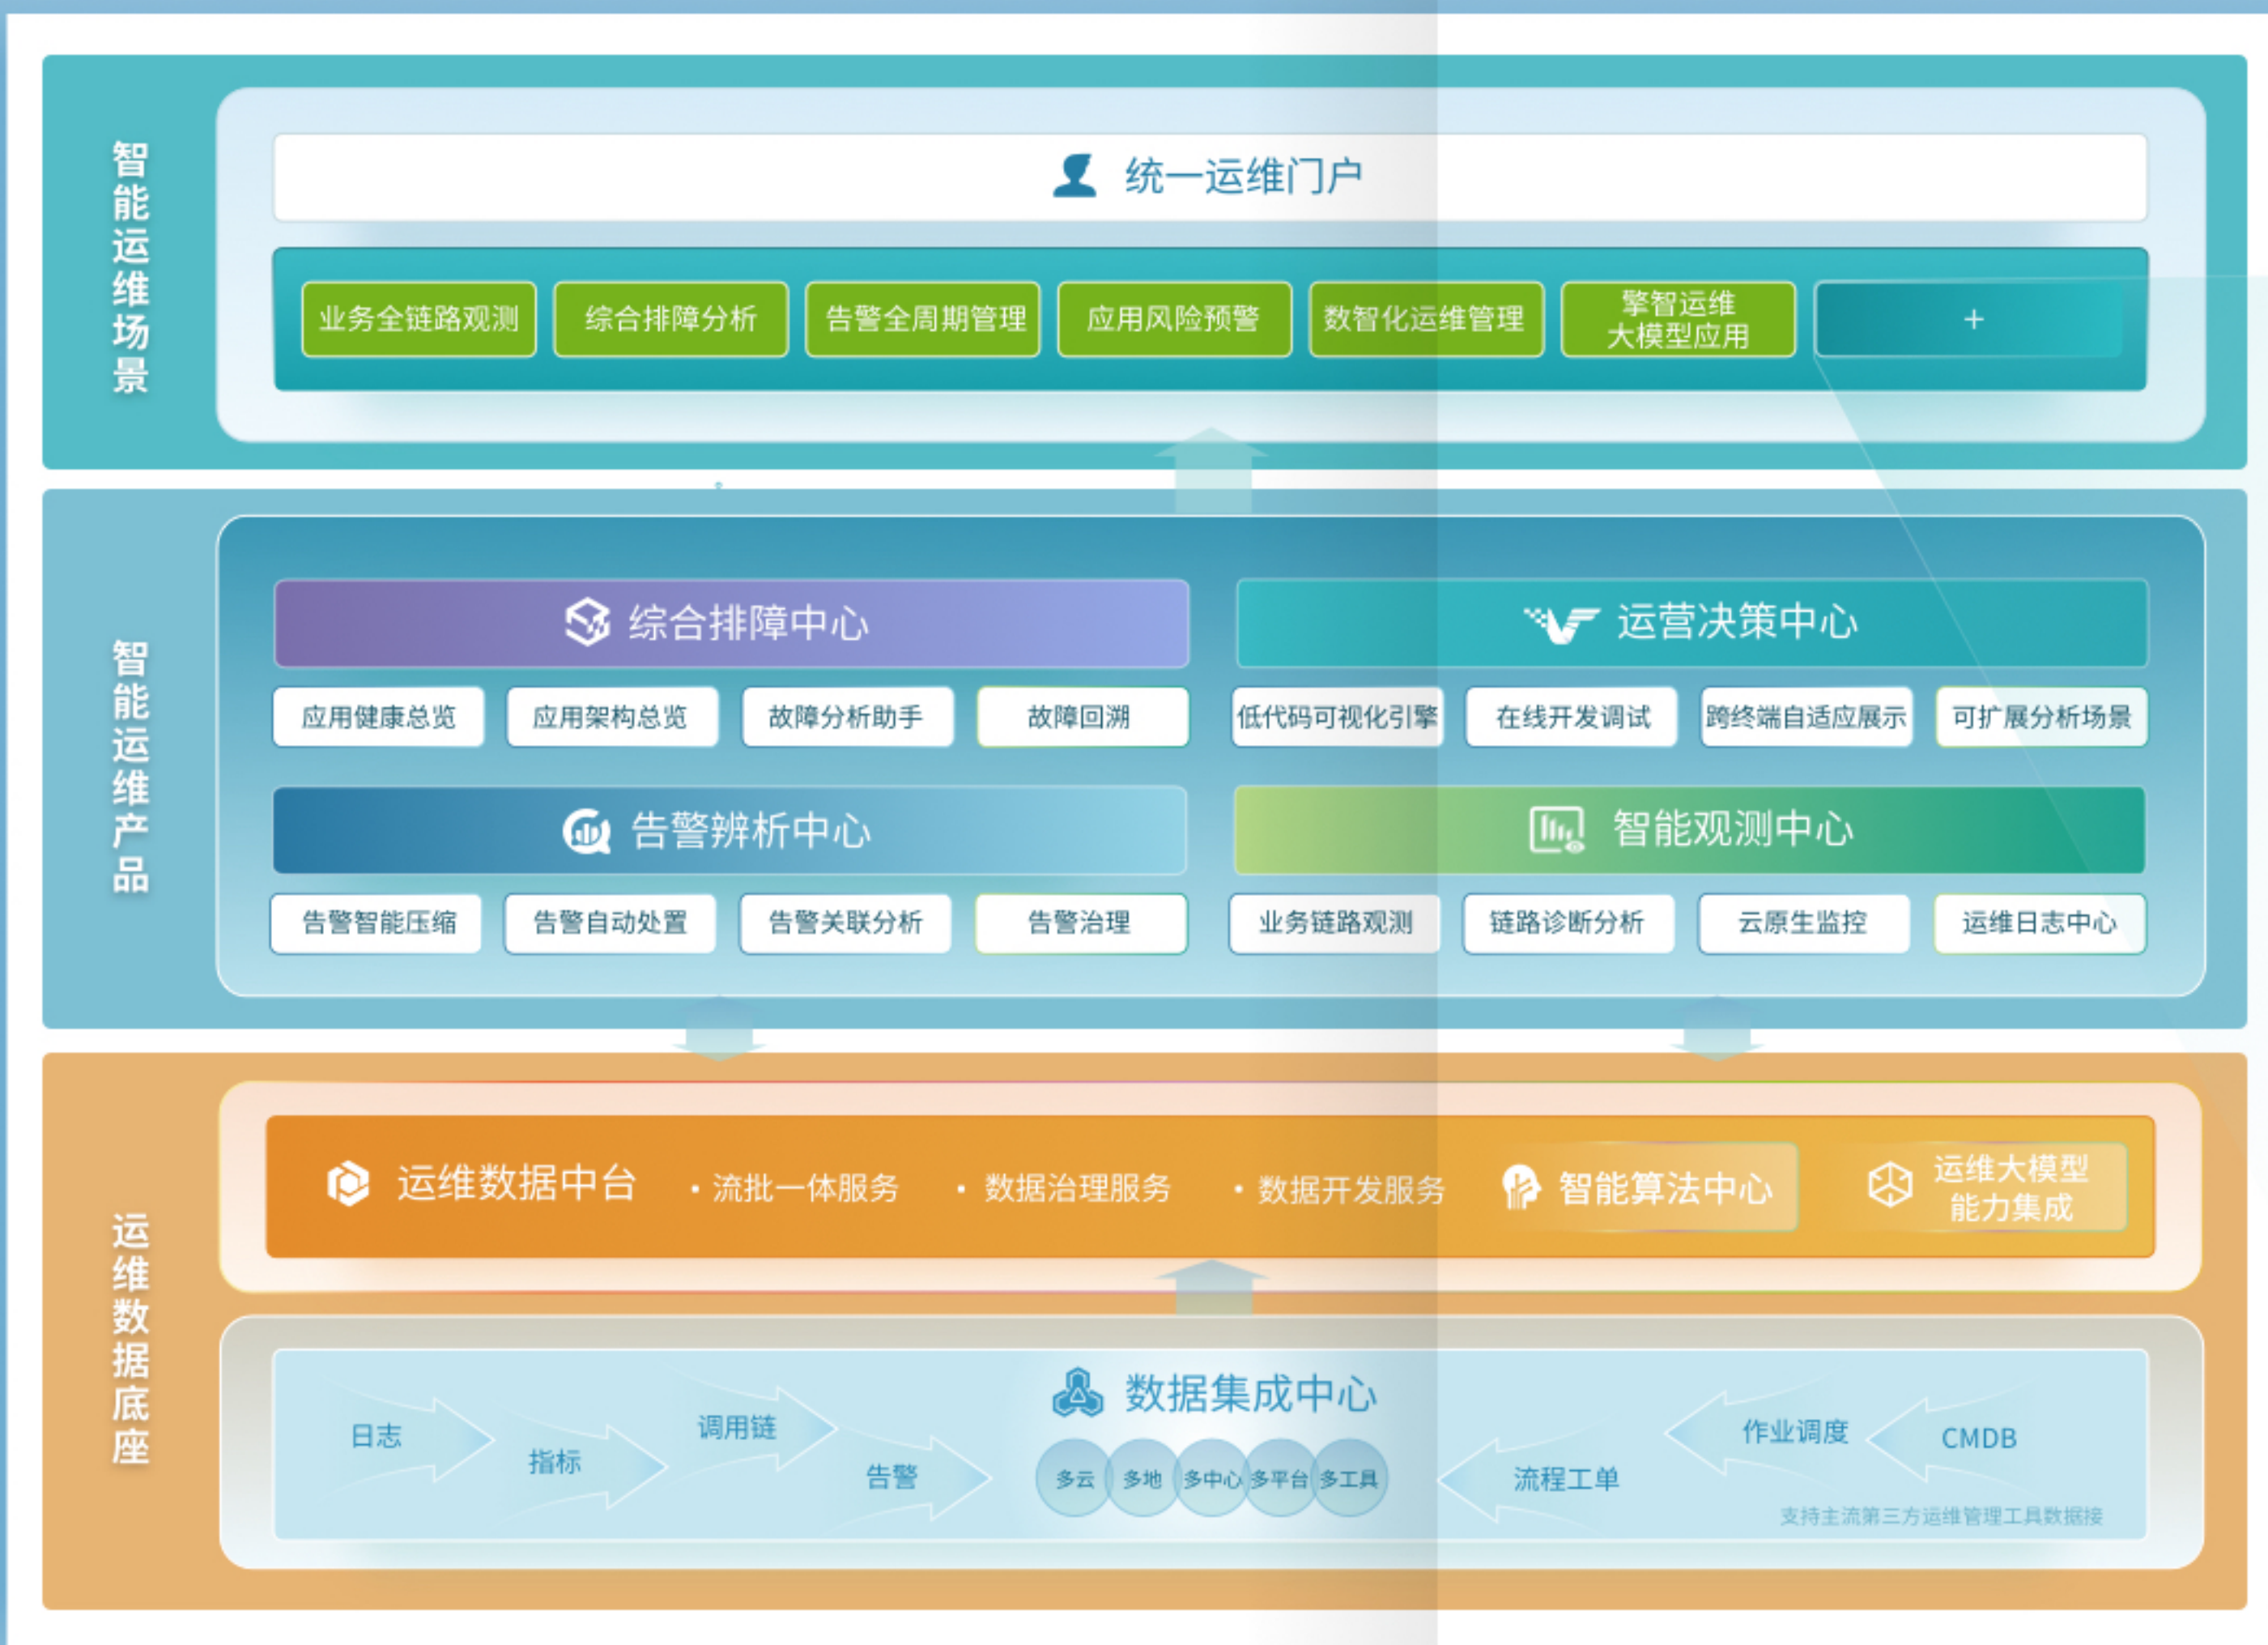 智能运维场景
统一运维门户
业务全链路观测
综合排障分析
告警全周期管理
应用风险预警
数智化运维管理
擎智运维
大模型应用
+
智能运维产品
综合排障中心
应用健康总览
应用架构总览
故障分析助手
故障回溯
运营决策中心
低代码可视化引擎
在线开发调试
跨终端自适应展示
可扩展分析场景
告警辨析中心
告警智能压缩
告警自动处置
告警关联分析
告警治理
智能观测中心
业务链路观测
链路诊断分析
云原生监控
运维日志中心
运维数据底座
运维数据中台
· 流批一体服务
· 数据治理服务
· 数据开发服务
智能算法中心
运维大模型
能力集成
数据集成中心
日志
指标
调用链
告警
多云
多地
多中心
多平台
多工具
流程工单
作业调度
CMDB
支持主流第三方运维管理工具数据接